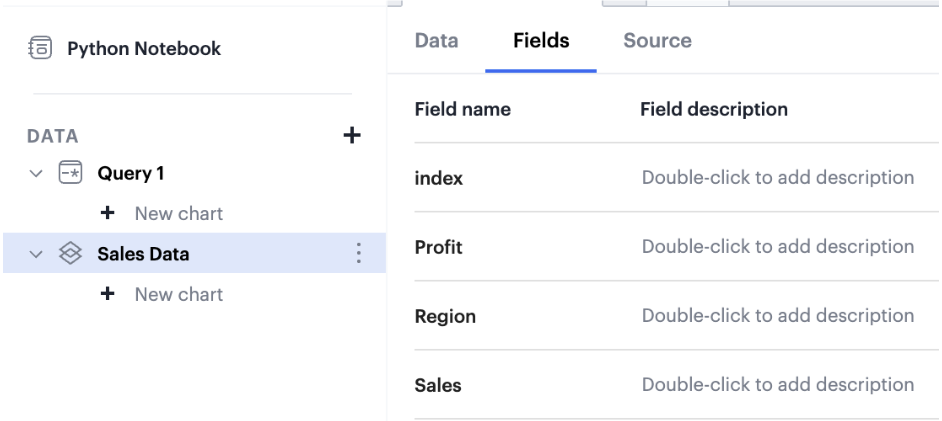 Python Notebook
DATA
Query 1
New chart
Sales Data
New chart
Data Fields Source
Field name Field description
index Double-click to add description
Profit Double-click to add description
Region Double-click to add description
Sales Double-click to add description